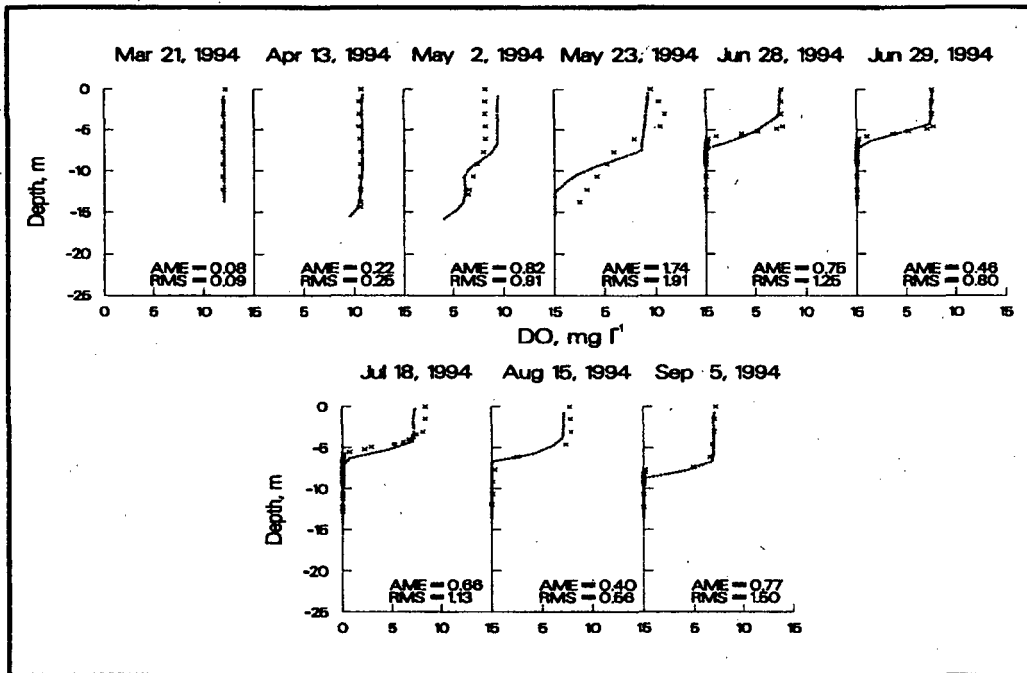 Mar 21, 1994 Apr 13, 1994 May 2, 1994 May 23, 1994 Jun 28, 1994 Jun 29, 1994
0
-5
-10
-15
-20
-25
Depth, m
AME = 0.08 AME = 0.22 AME = 0.82 AME = 1.74 AME = 0.75 AME = 0.46
RMS = 0.09 RMS = 0.25 RMS = 0.91 RMS = 1.91 RMS = 1.25 RMS = 0.80
0 5 10 15 5 10 15 5 10 15 5 10 15 5 10 15 5 10 15
DO, mg l⁻¹
Jul 18, 1994 Aug 15, 1994 Sep 5, 1994
0
-5
-10
-15
-20
-25
Depth, m
AME = 0.66 AME = 0.40 AME = 0.77
RMS = 1.13 RMS = 0.56 RMS = 1.50
0 5 10 15 5 10 15 5 10 15